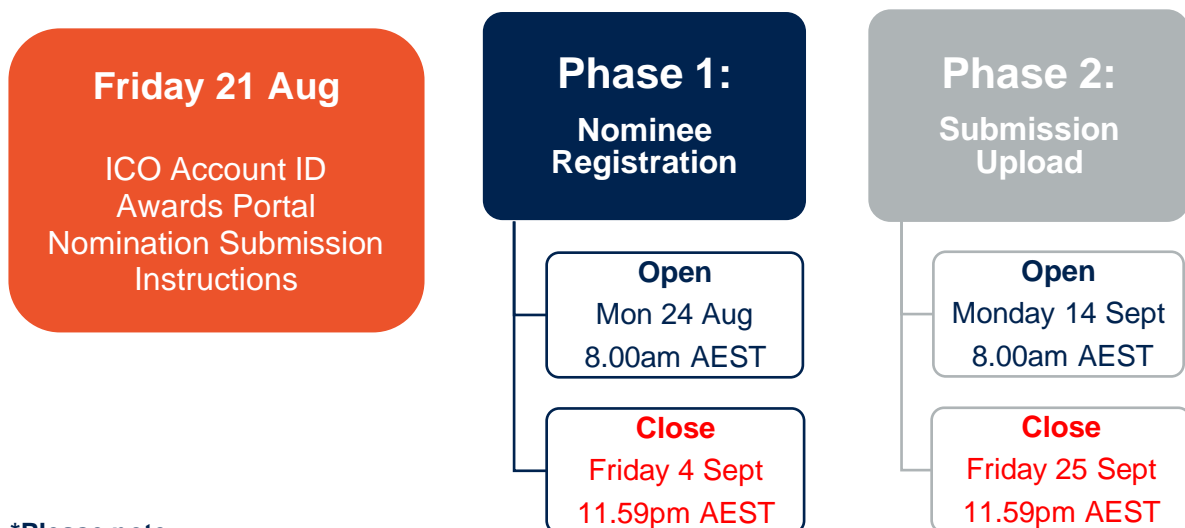 Friday 21 Aug
ICO Account ID
Awards Portal
Nomination Submission
Instructions
Phase 1:
Nominee
Registration
Open
Mon 24 Aug
8.00am AEST
Close
Friday 4 Sept
11.59pm AEST
Phase 2:
Submission
Upload
Open
Monday 14 Sept
8.00am AEST
Close
Friday 25 Sept
11.59pm AEST
*Please note